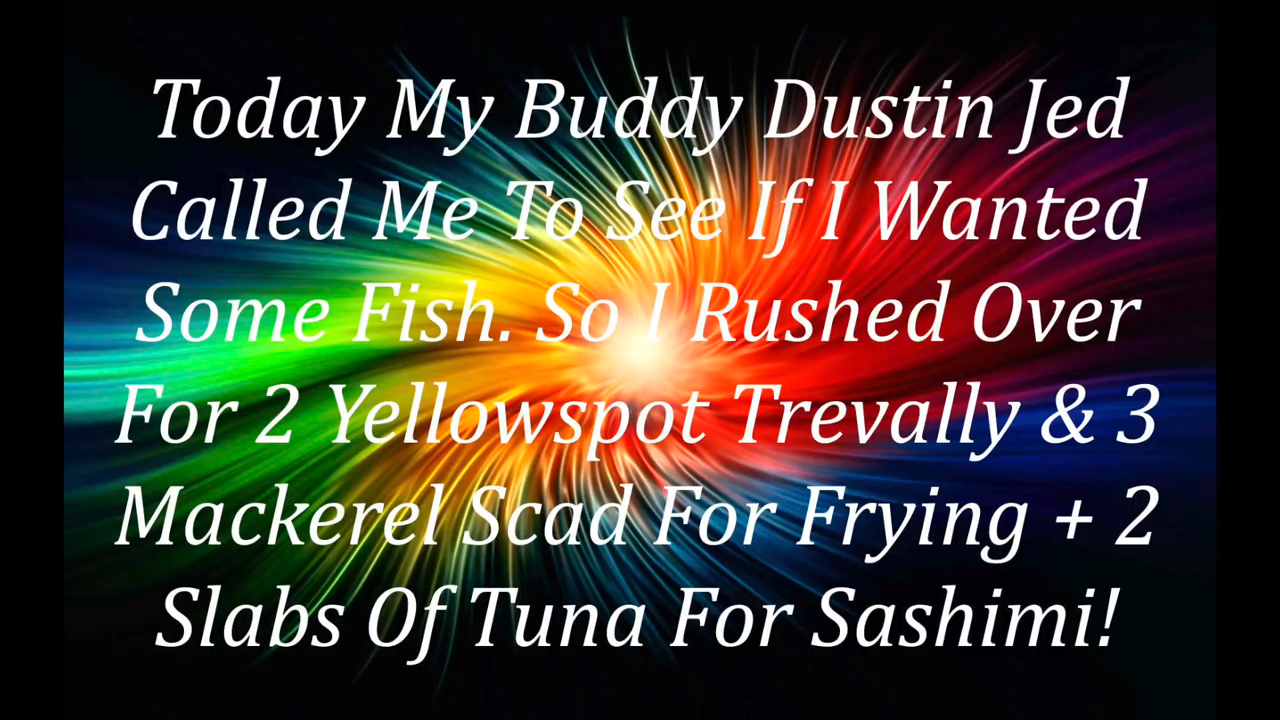 Today My Buddy Dustin Jed
Called Me To See If I Wanted
Some Fish. So I Rushed Over
For 2 Yellowspot Trevally & 3
Mackerel Scad For Frying + 2
Slabs Of Tuna For Sashimi!